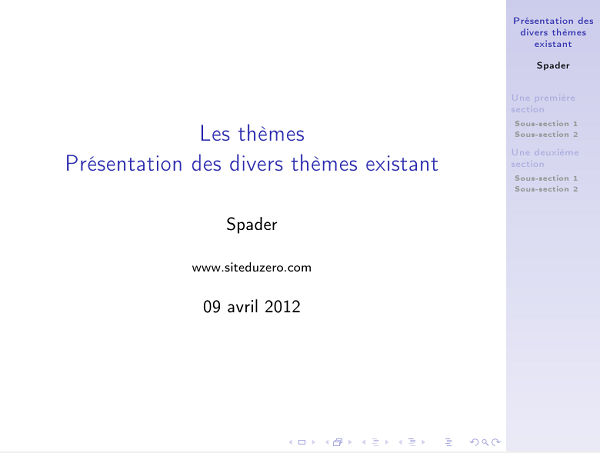 Les thèmes
Présentation des divers thèmes existant
Spader
www.siteduzero.com
09 avril 2012
Présentation des
divers thèmes
existant
Spader
Une première
section
Sous-section 1
Sous-section 2
Une deuxième
section
Sous-section 1
Sous-section 2